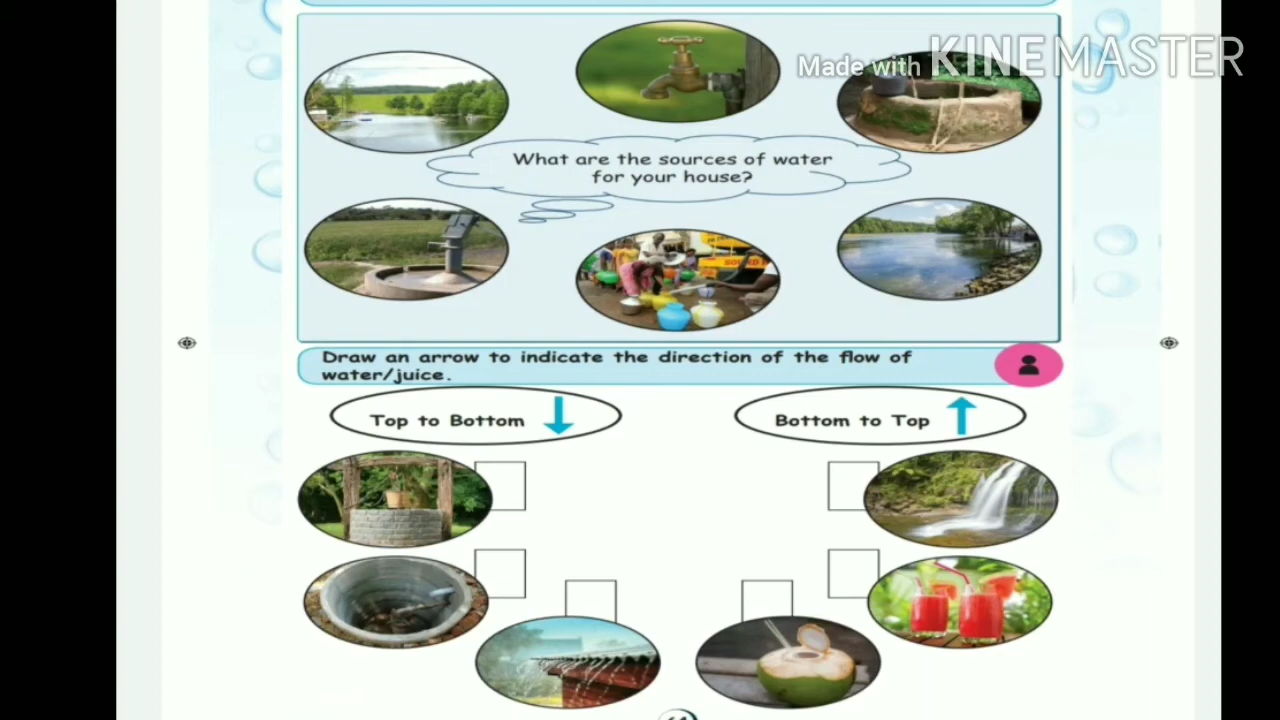 Made with KINEMASTER
What are the sources of water
for your house?
Draw an arrow to indicate the direction of the flow of
water/juice.
Top to Bottom
Bottom to Top